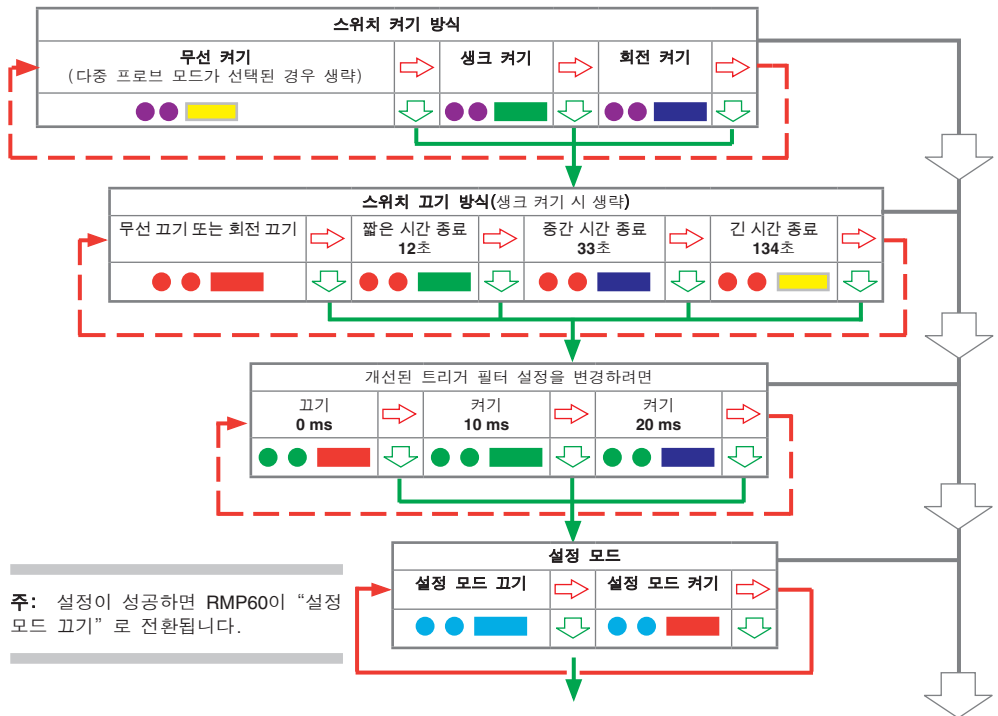 스위치 켜기 방식
무선 켜기
(다중 프로브 모드가 선택된 경우 생략)
생크 켜기
회전 켜기
스위치 끄기 방식(생크 켜기 시 생략)
무선 끄기 또는 회전 끄기
짧은 시간 종료
12초
중간 시간 종료
33초
긴 시간 종료
134초
개선된 트리거 필터 설정을 변경하려면
끄기
0 ms
켜기
10 ms
켜기
20 ms
설정 모드
설정 모드 끄기
설정 모드 켜기
주: 설정이 성공하면 RMP60이 “설정
모드 끄기” 로 전환됩니다.